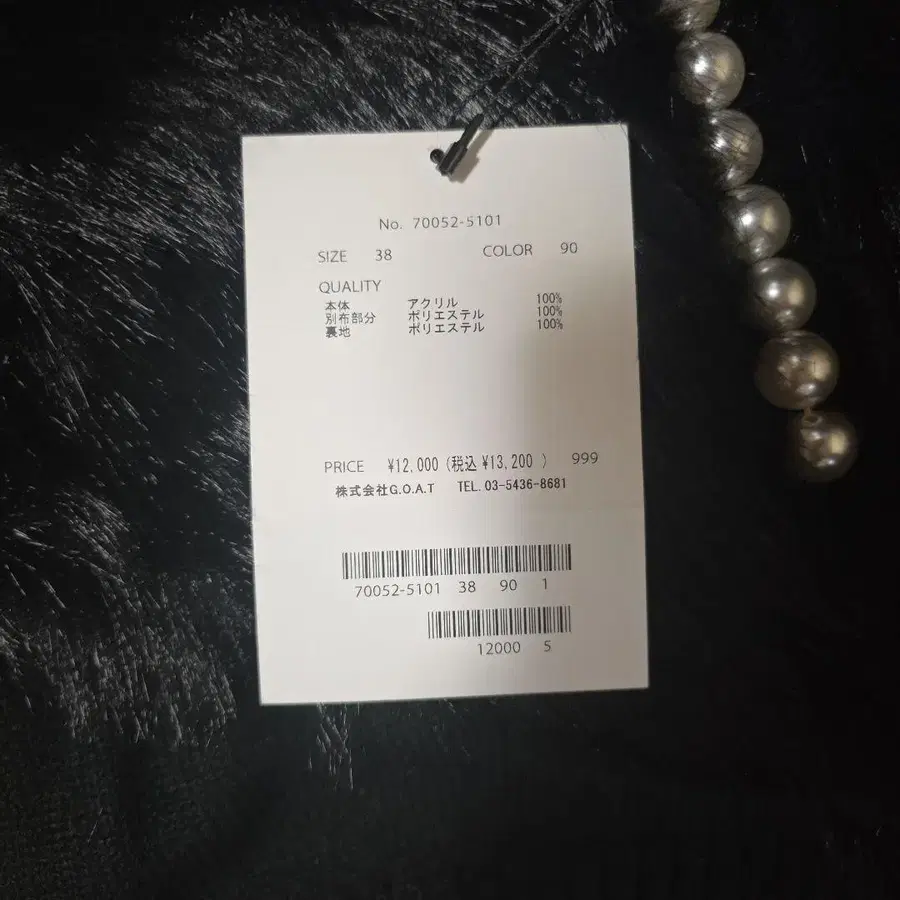 No. 70052-5101
SIZE 38 COLOR 90
QUALITY
本体 アクリル 100%
別布部分 ポリエステル 100%
裏地 ポリエステル 100%
PRICE ¥12,000 (税込 ¥13,200 ) 999
株式会社G.O.A.T TEL. 03-5436-8681
70052-5101 38 90 1
12000 5